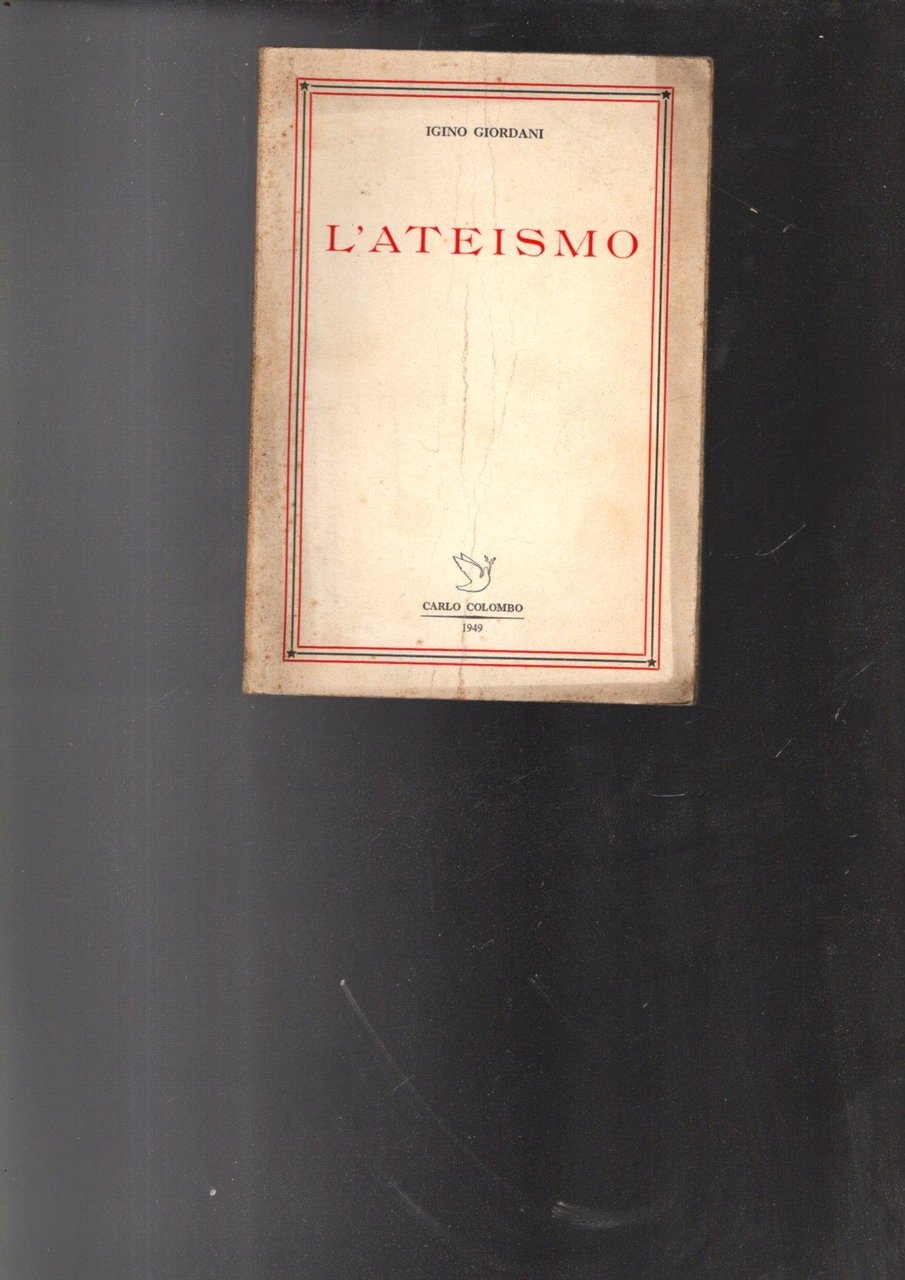 IGINO GIORDANI
L'ATEISMO
CARLO COLOMBO
1949